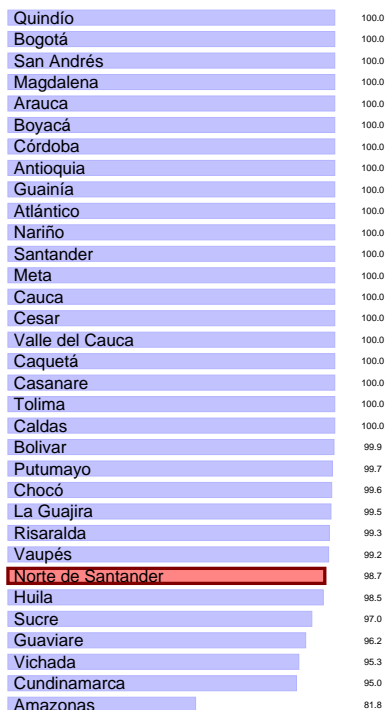 Quindío 100.0
Bogotá 100.0
San Andrés 100.0
Magdalena 100.0
Arauca 100.0
Boyacá 100.0
Córdoba 100.0
Antioquia 100.0
Guainía 100.0
Atlántico 100.0
Nariño 100.0
Santander 100.0
Meta 100.0
Cauca 100.0
Cesar 100.0
Valle del Cauca 100.0
Caquetá 100.0
Casanare 100.0
Tolima 100.0
Caldas 100.0
Bolivar 99.9
Putumayo 99.7
Chocó 99.6
La Guajira 99.5
Risaralda 99.3
Vaupés 99.2
Norte de Santander 98.7
Huila 98.5
Sucre 97.0
Guaviare 96.2
Vichada 95.3
Cundinamarca 95.0
Amazonas 81.8